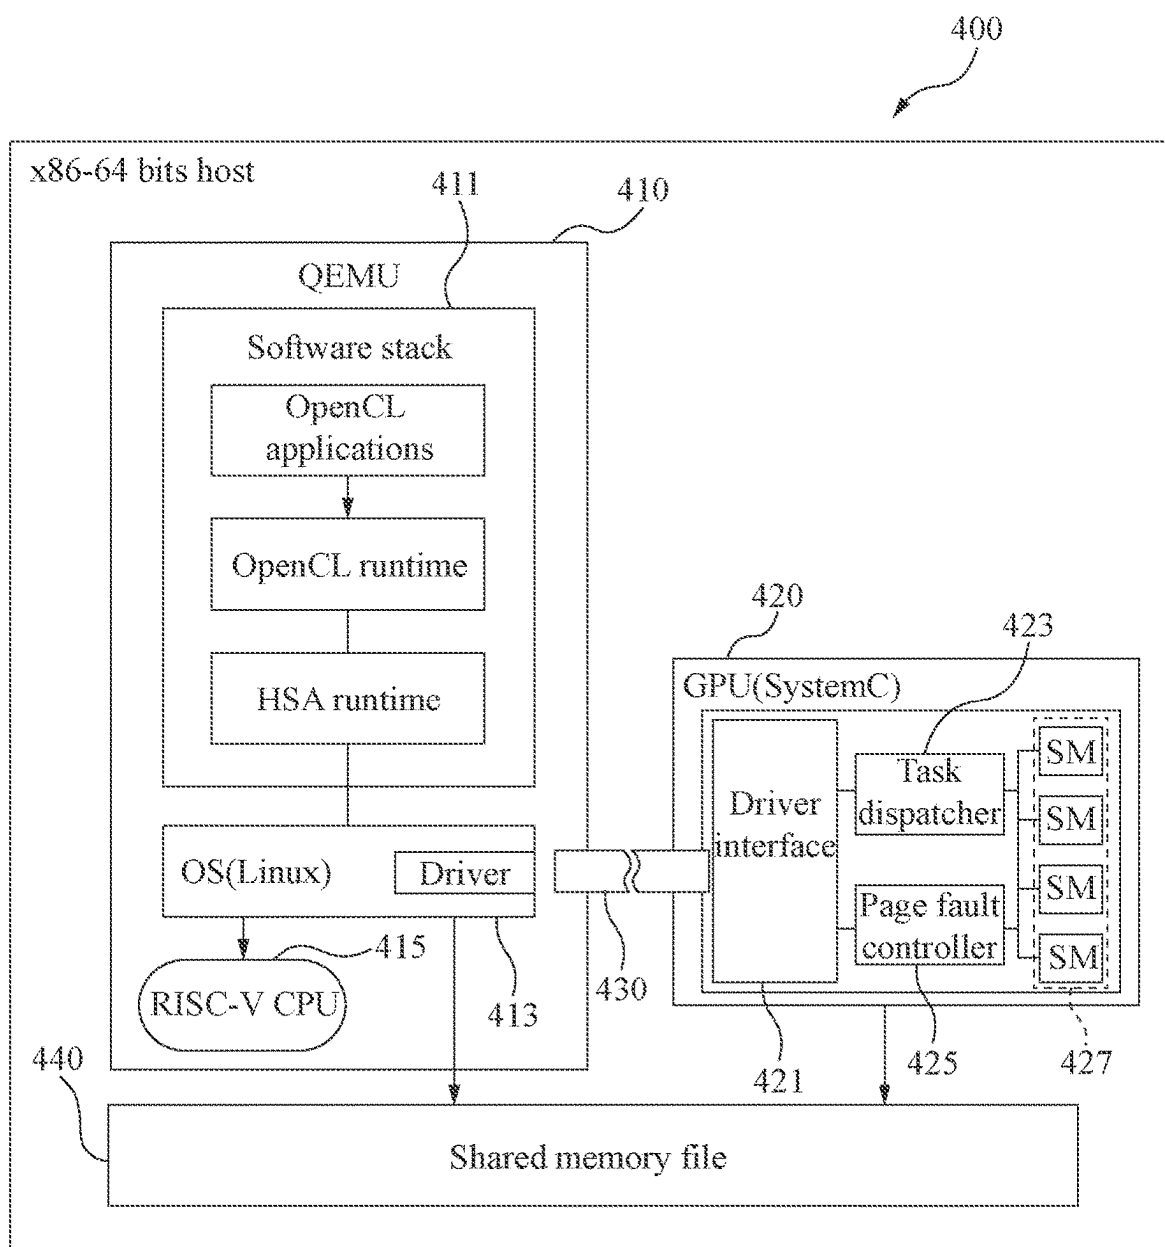 400
x86-64 bits host
411
410
QEMU
Software stack
OpenCL
applications
OpenCL runtime
HSA runtime
OS(Linux)
Driver
415
RISC-V CPU
413
430
420
423
GPU(SystemC)
Driver
interface
Task
dispatcher
Page fault
controller
SM
SM
SM
SM
421
425
427
440
Shared memory file